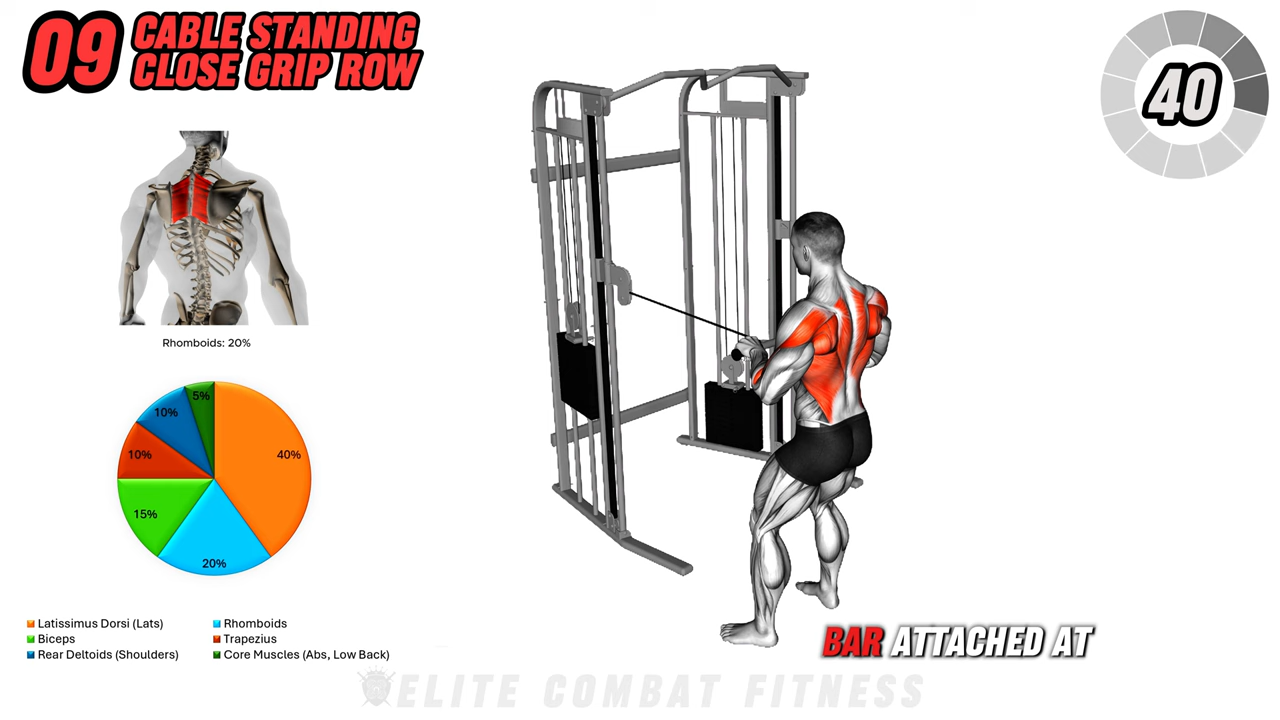 09 CABLE STANDING
CLOSE GRIP ROW
40
Rhomboids: 20%
5%
10%
10%
40%
15%
20%
Latissimus Dorsi (Lats)
Rhomboids
Biceps
Trapezius
Rear Deltoids (Shoulders)
Core Muscles (Abs, Low Back)
BAR ATTACHED AT
ELITE COMBAT FITNESS